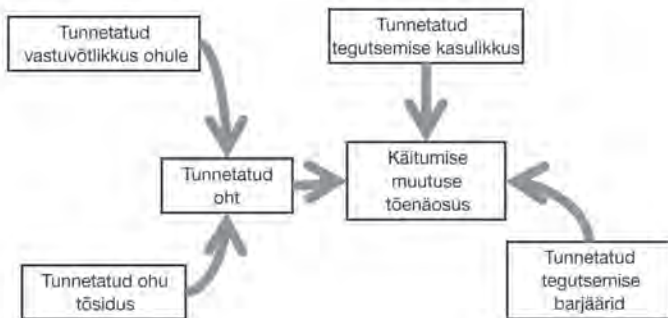 Tunnetatud
vastuvõtlikkus ohule
Tunnetatud
tegutsemise kasulikkus
Tunnetatud
oht
Käitumise
muutuse
tõenäosus
Tunnetatud ohu
tõsidus
Tunnetatud
tegutsemise
barjäärid